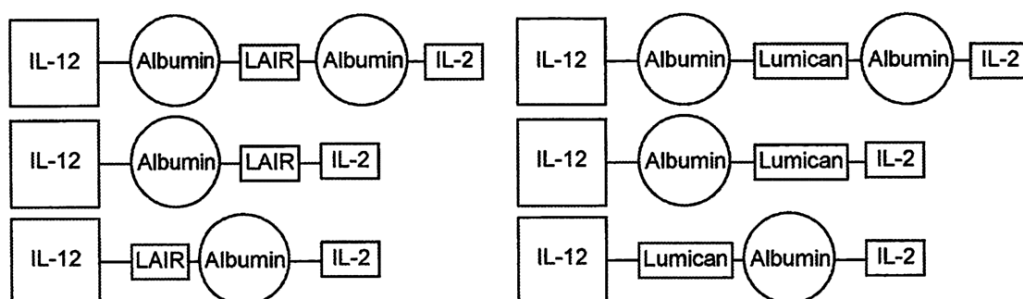 IL-12 Albumin LAIR Albumin IL-2
IL-12 Albumin LAIR IL-2
IL-12 LAIR Albumin IL-2
IL-12 Albumin Lumican Albumin IL-2
IL-12 Albumin Lumican IL-2
IL-12 Lumican Albumin IL-2